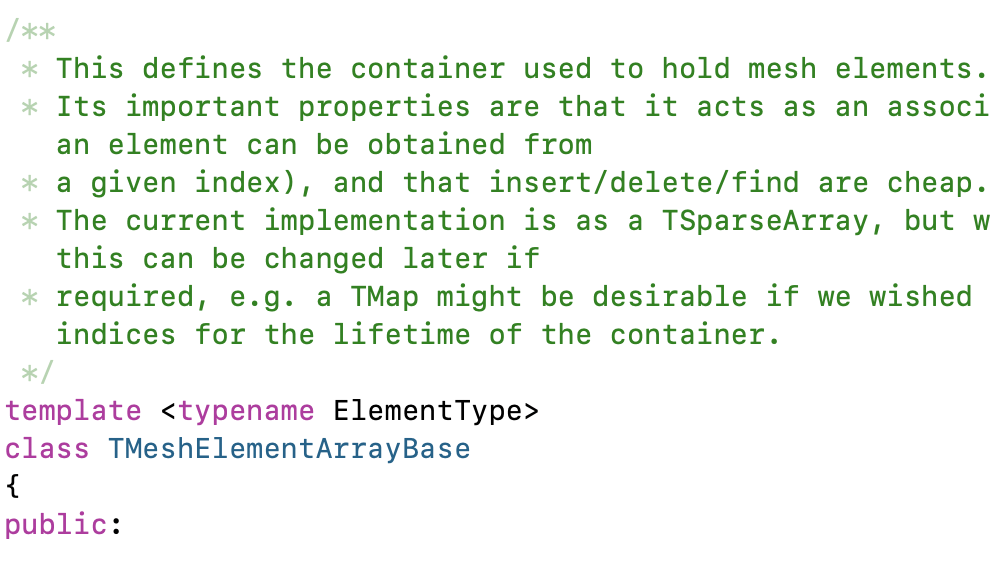 /**
 * This defines the container used to hold mesh elements.
 * Its important properties are that it acts as an associ
   an element can be obtained from
 * a given index), and that insert/delete/find are cheap.
 * The current implementation is as a TSparseArray, but w
   this can be changed later if
 * required, e.g. a TMap might be desirable if we wished
   indices for the lifetime of the container.
 */
template <typename ElementType>
class TMeshElementArrayBase
{
public: